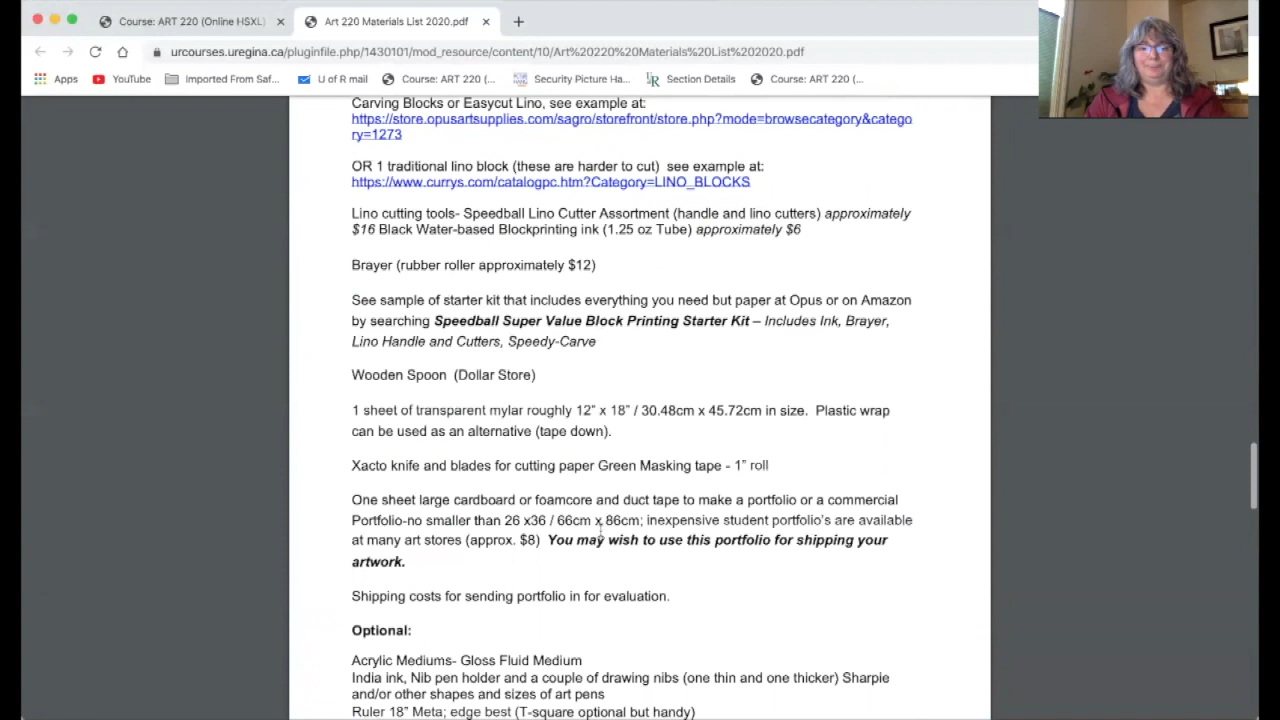 Course: ART 220 (Online HSXL)
Art 220 Materials List 2020.pdf
urcourses.uregina.ca/pluginfile.php/1430101/mod_resource/content/10/Art%20220%20Materials%20List%202020.pdf
Apps
YouTube
Imported From Saf...
U of R mail
Course: ART 220 (...
Security Picture Ha...
Section Details
Course: ART 220 (...
Carving Blocks or Easycut Lino, see example at:
https://store.opusartsupplies.com/sagro/storefront/store.php?mode=browsecategory&catego
ry=1273
OR 1 traditional lino block (these are harder to cut)  see example at:
https://www.currys.com/catalogpc.htm?Category=LINO_BLOCKS
Lino cutting tools- Speedball Lino Cutter Assortment (handle and lino cutters) approximately
$16 Black Water-based Blockprinting ink (1.25 oz Tube) approximately $6
Brayer (rubber roller approximately $12)
See sample of starter kit that includes everything you need but paper at Opus or on Amazon
by searching Speedball Super Value Block Printing Starter Kit – Includes Ink, Brayer,
Lino Handle and Cutters, Speedy-Carve
Wooden Spoon  (Dollar Store)
1 sheet of transparent mylar roughly 12” x 18” / 30.48cm x 45.72cm in size.  Plastic wrap
can be used as an alternative (tape down).
Xacto knife and blades for cutting paper Green Masking tape - 1” roll
One sheet large cardboard or foamcore and duct tape to make a portfolio or a commercial
Portfolio-no smaller than 26 x36 / 66cm x 86cm; inexpensive student portfolio’s are available
at many art stores (approx. $8)  You may wish to use this portfolio for shipping your
artwork.
Shipping costs for sending portfolio in for evaluation.
Optional:
Acrylic Mediums- Gloss Fluid Medium
India ink, Nib pen holder and a couple of drawing nibs (one thin and one thicker) Sharpie
and/or other shapes and sizes of art pens
Ruler 18” Meta; edge best (T-square optional but handy)